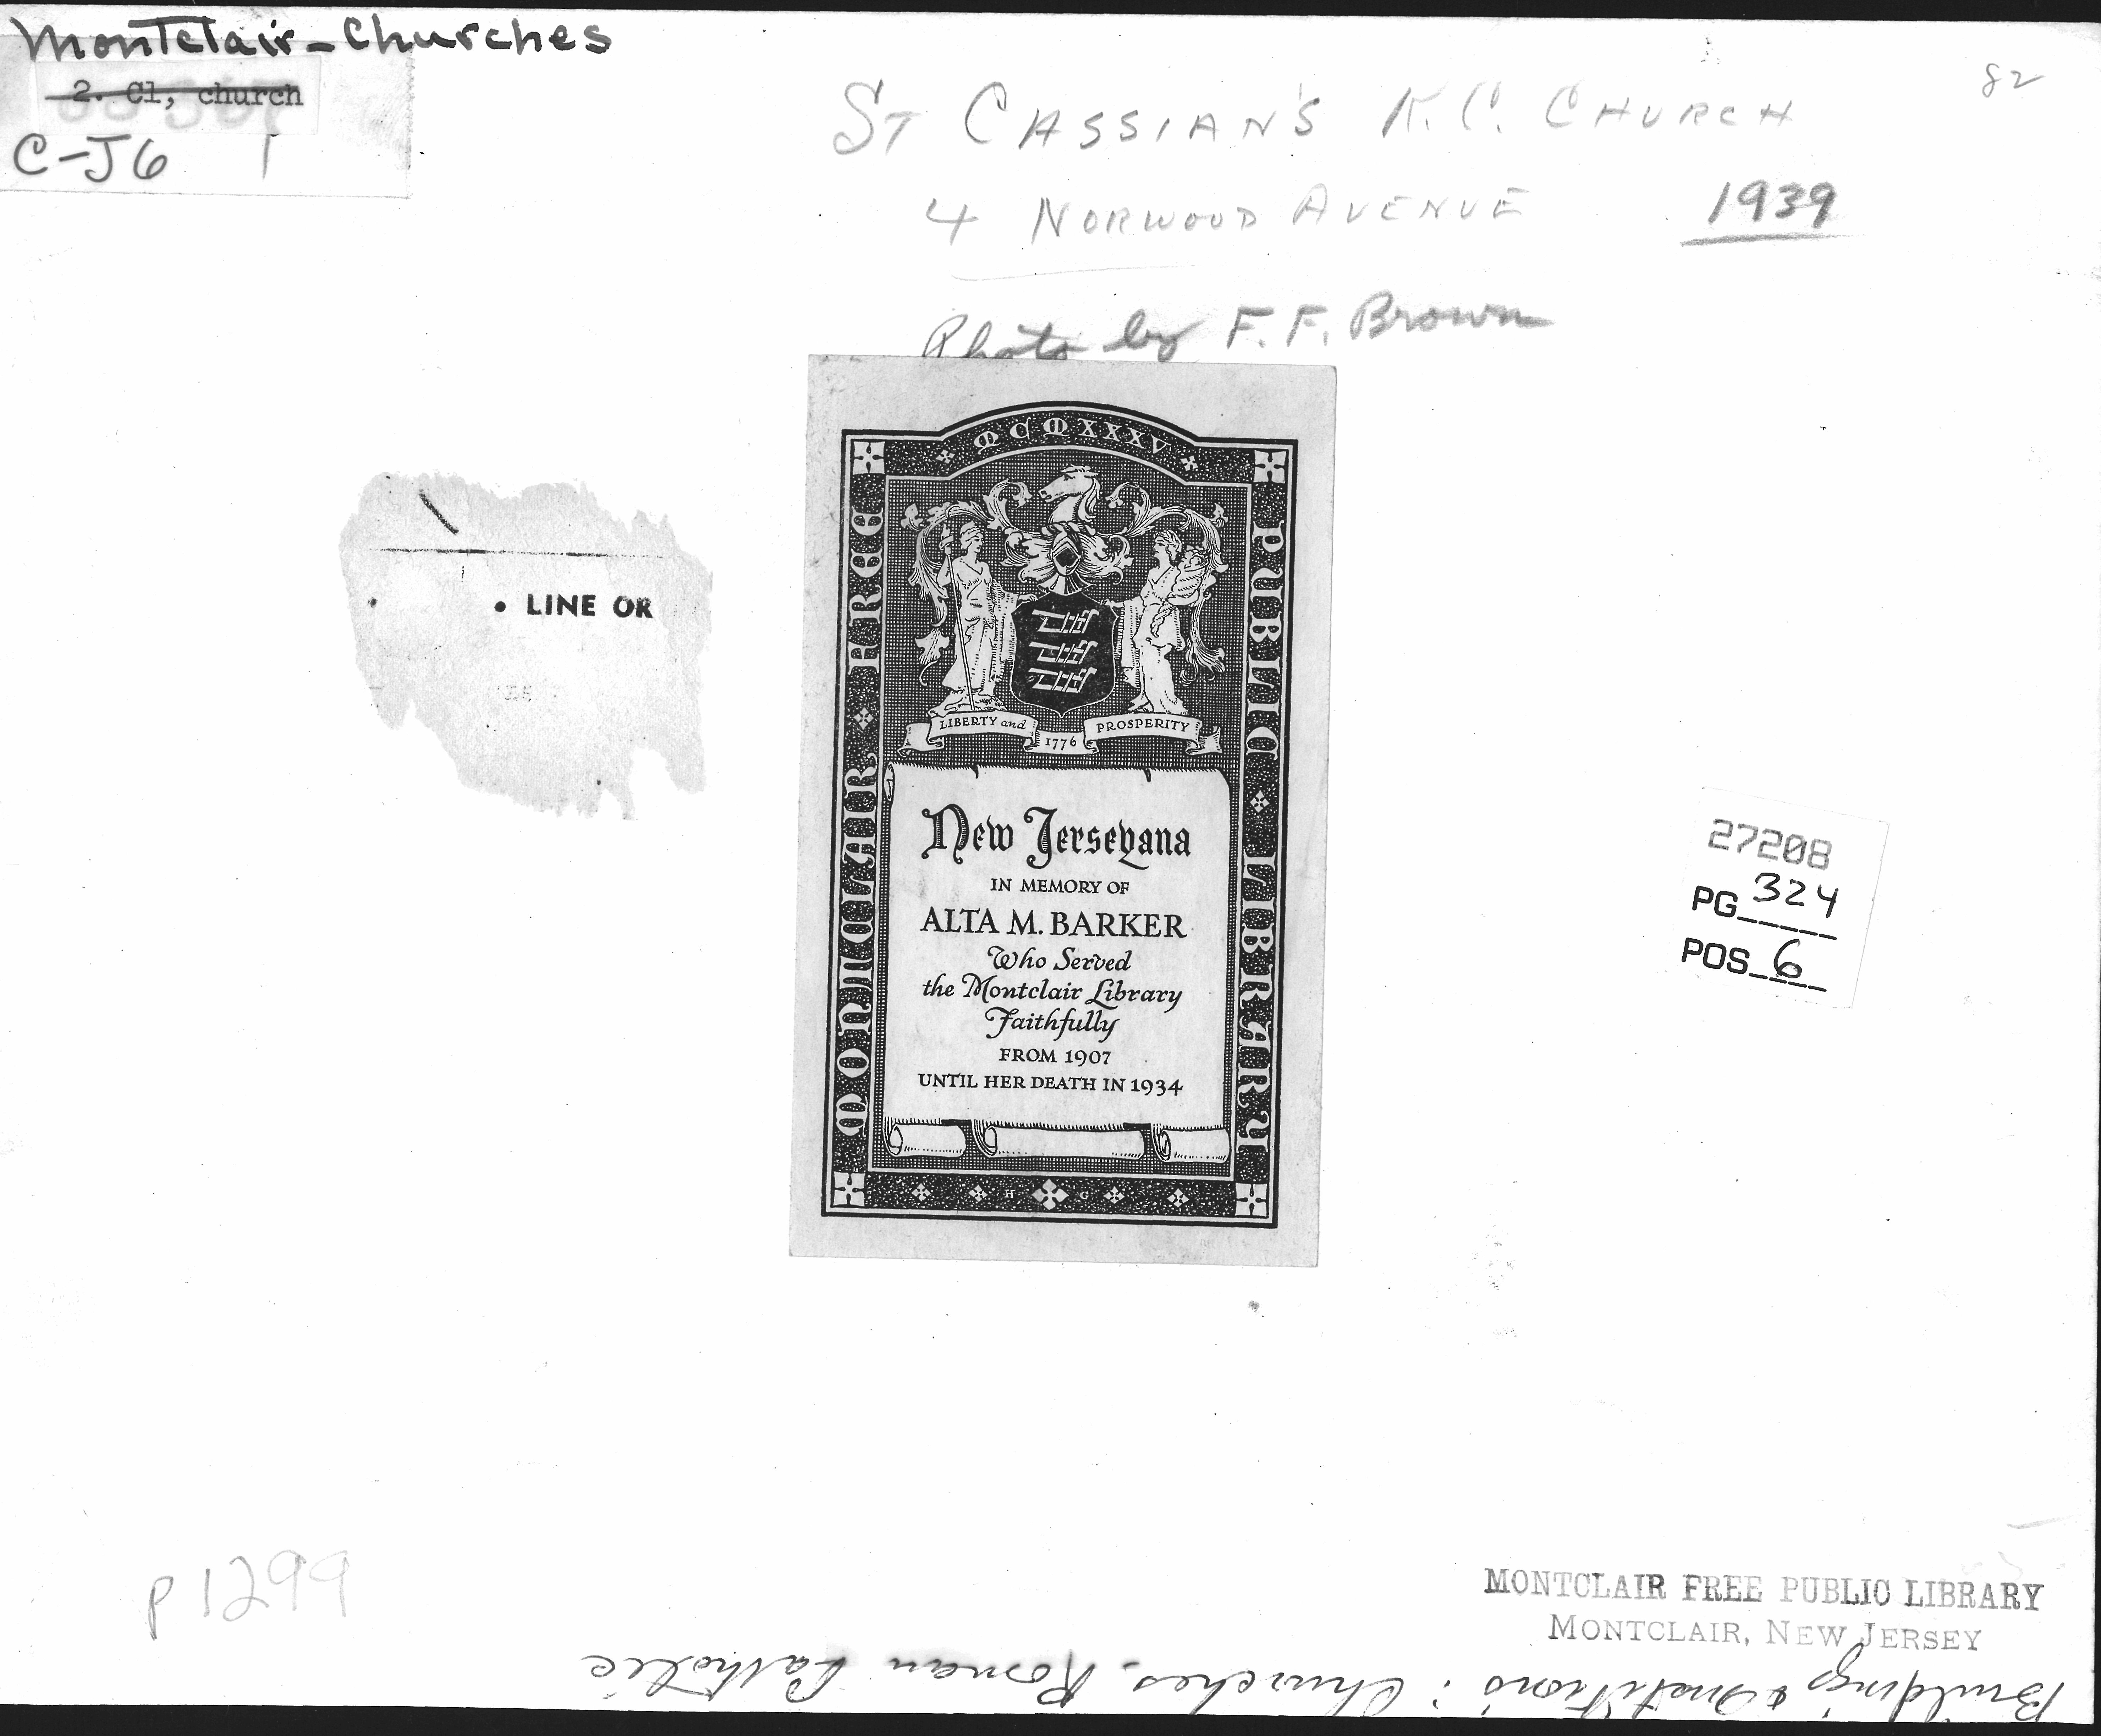 Montclair - Churches
2. Cl, church
C-J6
82
ST CASSIAN'S R.C. CHURCH
4 NORWOOD AVENUE 1939
Photo by F. F. Brown
• LINE OR
MCMXXXV
MONTCLAIR FREE
PUBLIC LIBRARY
LIBERTY and 1776 PROSPERITY
New Jerseyana
IN MEMORY OF
ALTA M. BARKER
Who Served
the Montclair Library
Faithfully
FROM 1907
UNTIL HER DEATH IN 1934
H G
27208
PG 324
POS 6
P1299
MONTCLAIR FREE PUBLIC LIBRARY
MONTCLAIR, NEW JERSEY
Churches - Roman Catholic